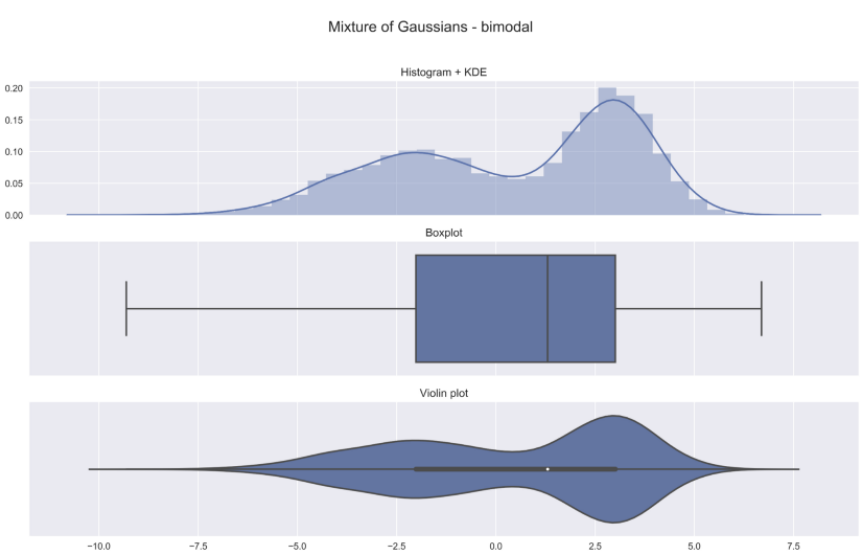 Mixture of Gaussians - bimodal
Histogram + KDE
0.20
0.15
0.10
0.05
0.00
Boxplot
Violin plot
−10.0 −7.5 −5.0 −2.5 0.0 2.5 5.0 7.5